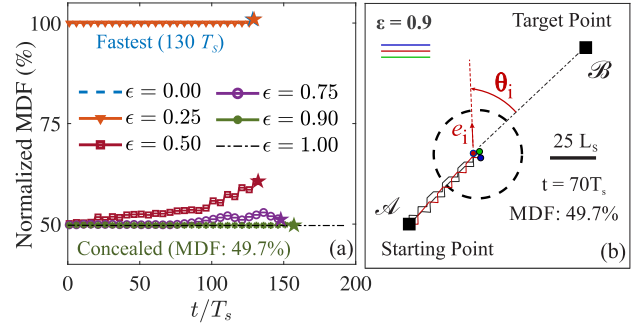 Normalized MDF (%)
100
75
50
Fastest (130 T_s)
ϵ = 0.00
ϵ = 0.25
ϵ = 0.50
ϵ = 0.75
ϵ = 0.90
ϵ = 1.00
Concealed (MDF: 49.7%)
(a)
0
50
100
150
200
t/T_s
ε = 0.9
Target Point
ℬ
θ_i
e_i
25 L_s
t = 70T_s
MDF: 49.7%
𝒜
Starting Point
(b)